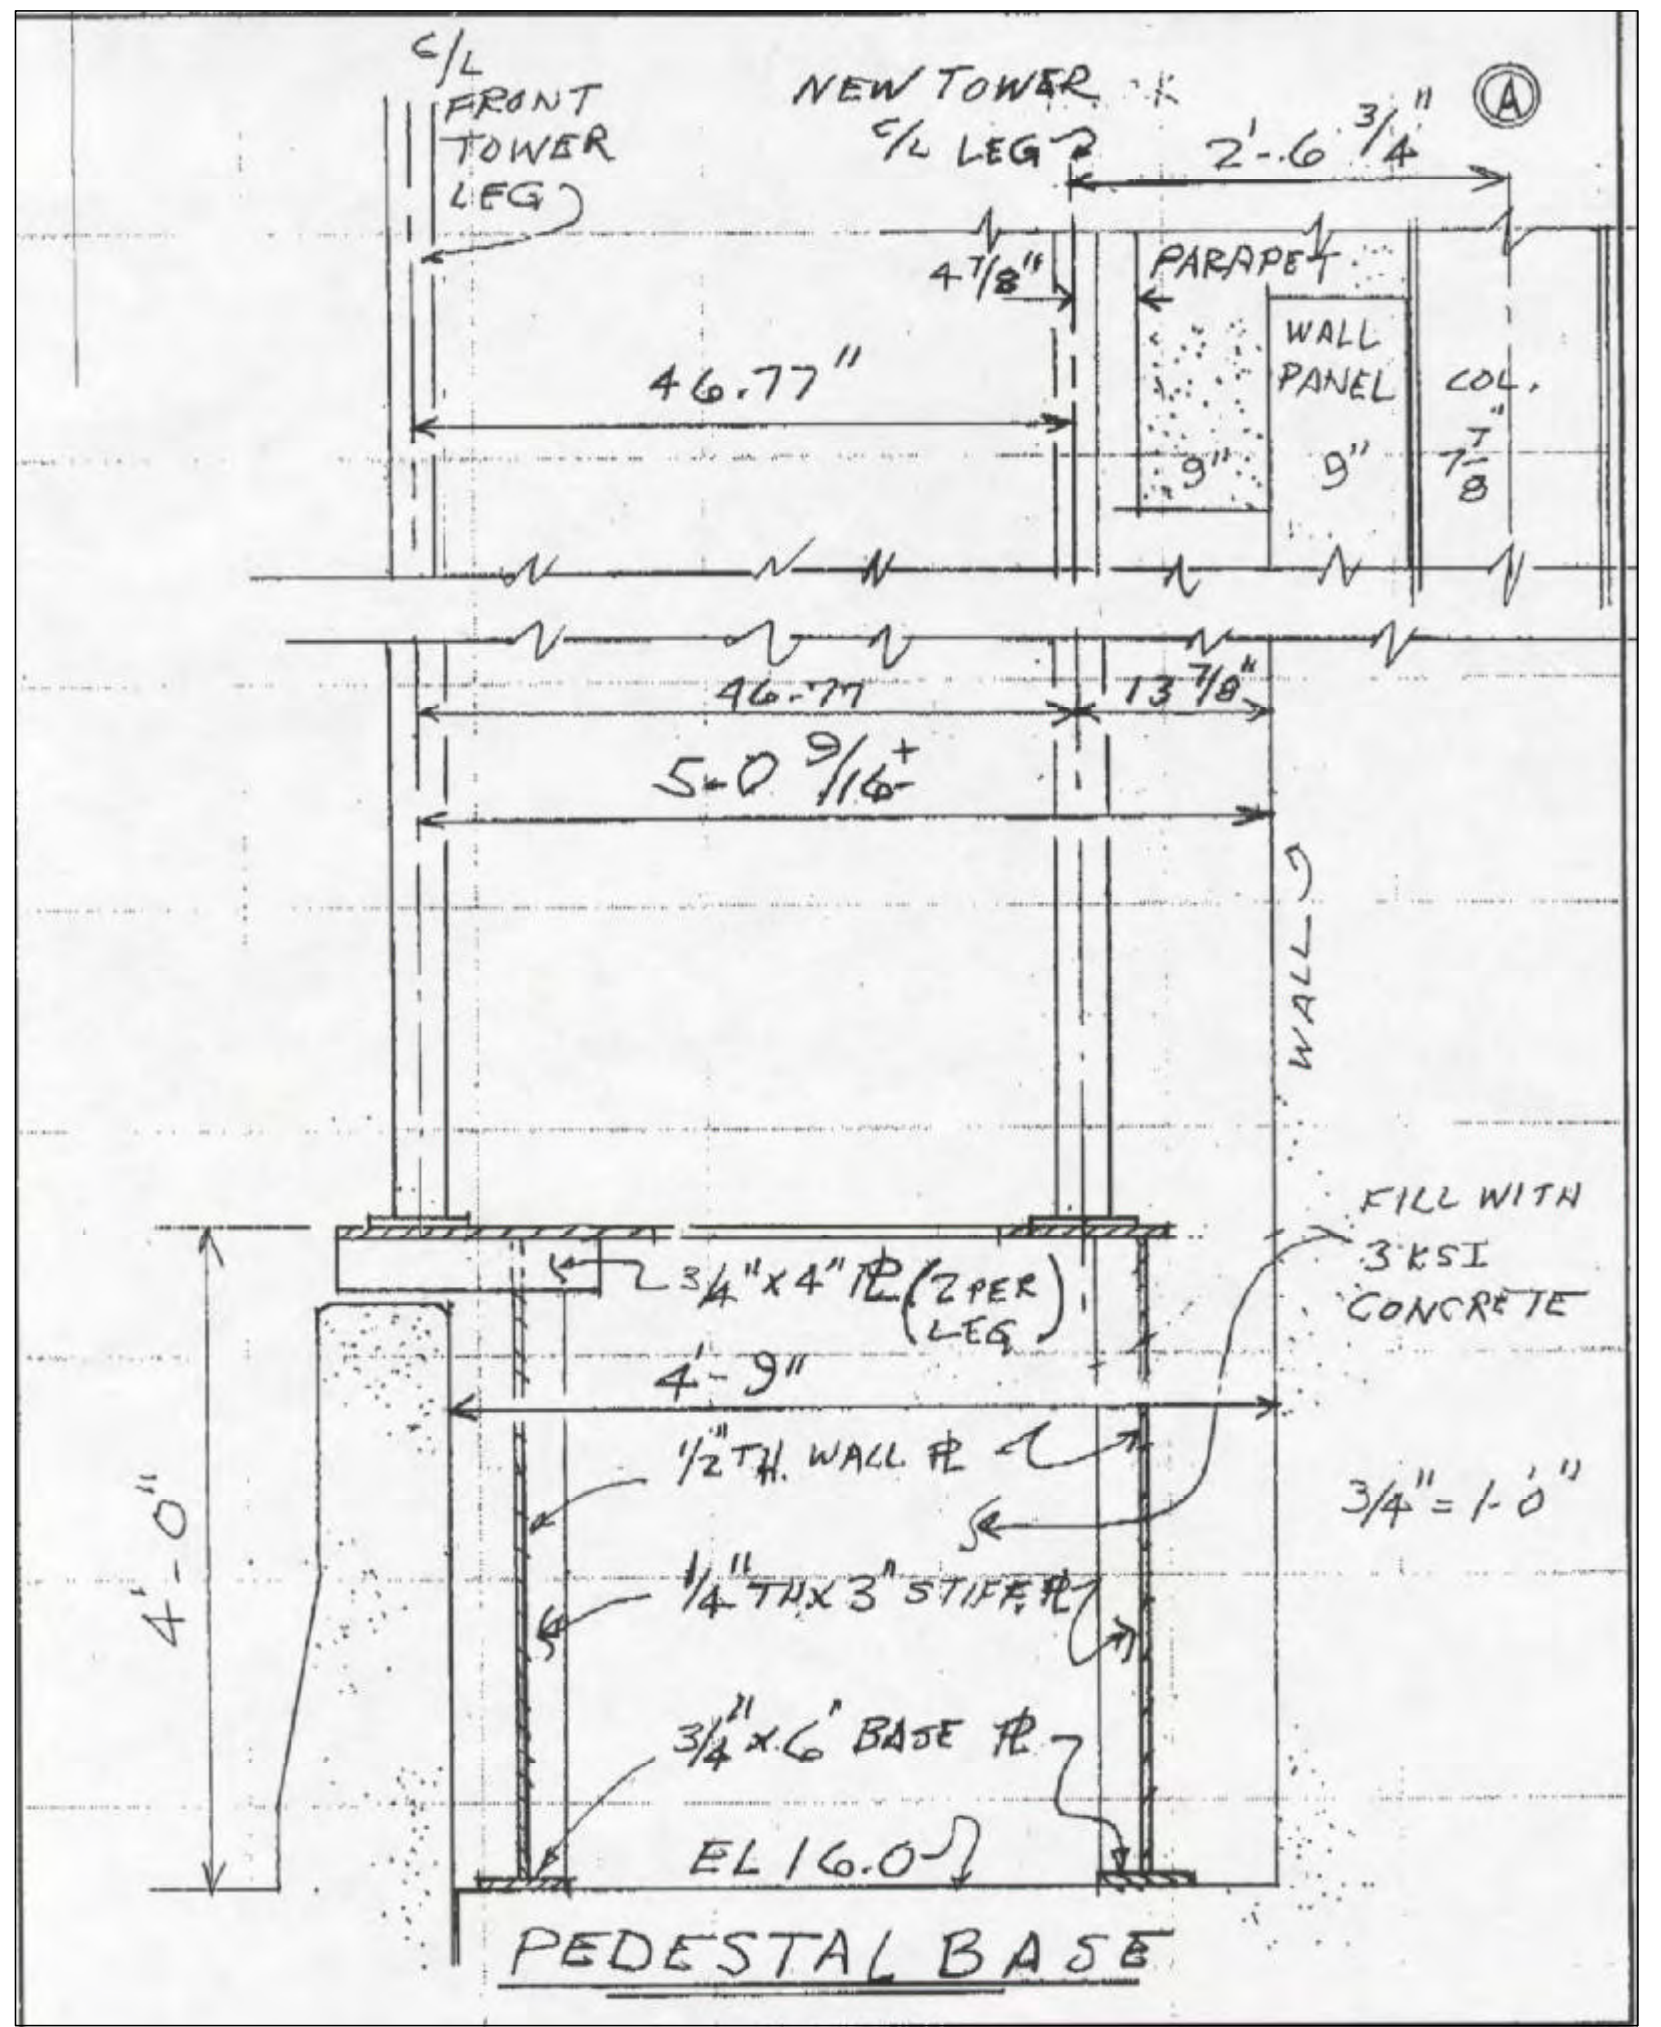 C/L
FRONT
TOWER
LEG
NEW TOWER
C/L LEG
2'-6 3/4"
A
4 7/8"
PARAPET
46.77"
WALL
PANEL
COL.
9"
9"
7 7/8"
46.77
13 7/8"
5-0 9/16±
WALL
FILL WITH
3 KSI
CONCRETE
3/4" x 4" PL (2 PER
LEG)
4'-9"
1/2" TH. WALL PL
4'-0"
3/4" = 1-0"
1/4" TH x 3" STIFF. PL
3/4" x 6" BASE PL
EL 16.0
PEDESTAL BASE